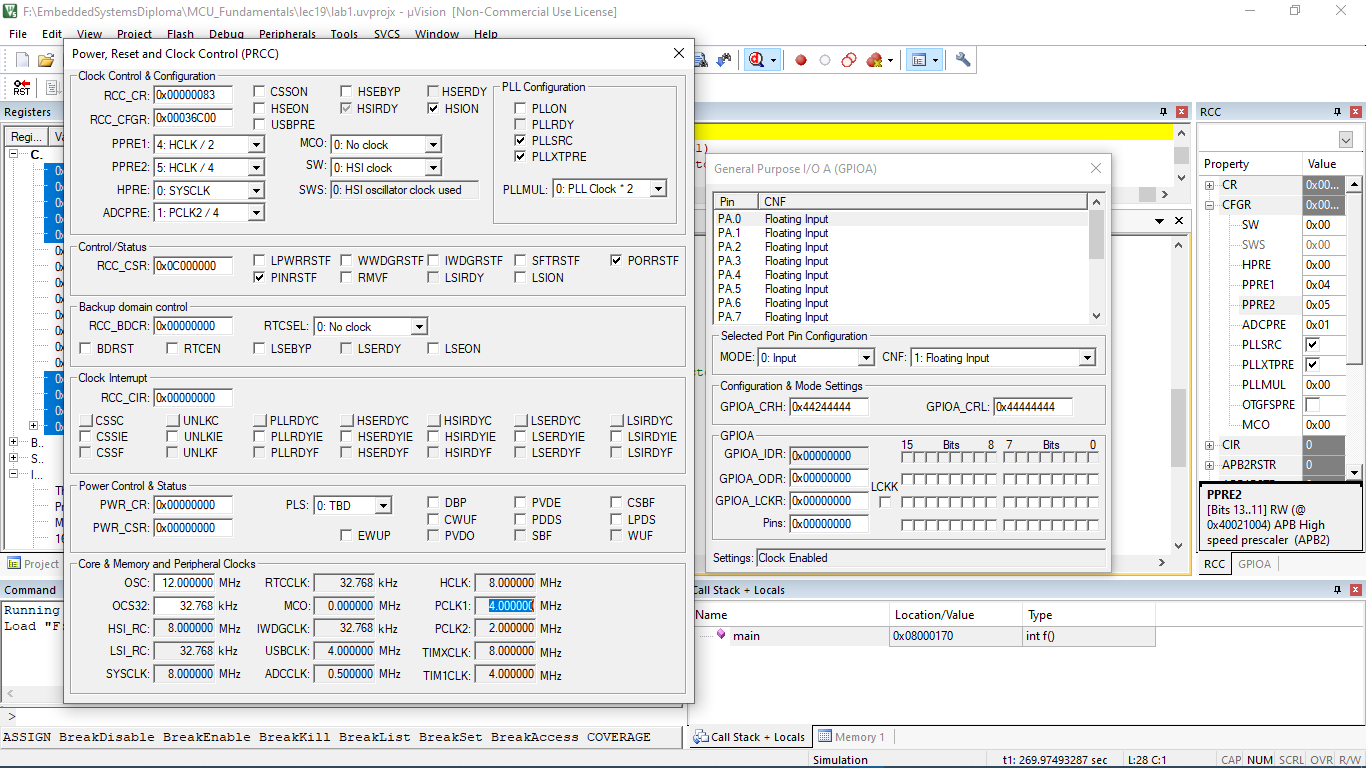 F:\EmbeddedSystemsDiploma\MCU_Fundamentals\lec19\lab1.uvprojx - µVision [Non-Commercial Use License]
File Edit View Project Flash Debug Peripherals Tools SVCS Window Help
Power, Reset and Clock Control (PRCC)
Clock Control & Configuration
RCC_CR: 0x00000083
RCC_CFGR: 0x00036C00
CSSON HSEBYP HSERDY
HSEON HSIRDY HSION
USBPRE
PPRE1: 4: HCLK / 2 MCO: 0: No clock
PPRE2: 5: HCLK / 4 SW: 0: HSI clock
HPRE: 0: SYSCLK SWS: 0: HSI oscillator clock used
ADCPRE: 1: PCLK2 / 4
PLL Configuration
PLLON
PLLRDY
PLLSRC
PLLXTPRE
PLLMUL: 0: PLL Clock * 2
Control/Status
RCC_CSR: 0x0C000000
LPWRRSTF WWDGRSTF IWDGRSTF SFTRSTF PORRSTF
PINRSTF RMVF LSIRDY LSION
Backup domain control
RCC_BDCR: 0x00000000 RTCSEL: 0: No clock
BDRST RTCEN LSEBYP LSERDY LSEON
Clock Interrupt
RCC_CIR: 0x00000000
CSSC UNLKC PLLRDYC HSERDYC HSIRDYC LSERDYC LSIRDYC
CSSIE UNLKIE PLLRDYIE HSERDYIE HSIRDYIE LSERDYIE LSIRDYIE
CSSF UNLKF PLLRDYF HSERDYF HSIRDYF LSERDYF LSIRDYF
Power Control & Status
PWR_CR: 0x00000000 PLS: 0: TBD
PWR_CSR: 0x00000000
DBP PVDE CSBF
CWUF PDDS LPDS
EWUP PVDO SBF WUF
Core & Memory and Peripheral Clocks
OSC: 12.000000 MHz RTCCLK: 32.768 kHz HCLK: 8.000000 MHz
OCS32: 32.768 kHz MCO: 0.000000 MHz PCLK1: 4.000000 MHz
HSI_RC: 8.000000 MHz IWDGCLK: 32.768 kHz PCLK2: 2.000000 MHz
LSI_RC: 32.768 kHz USBCLK: 4.000000 MHz TIMXCLK: 8.000000 MHz
SYSCLK: 8.000000 MHz ADCCLK: 0.500000 MHz TIM1CLK: 4.000000 MHz
RST
Registers
Regi...
C.
B..
S..
I...
Project
General Purpose I/O A (GPIOA)
Pin CNF
PA.0 Floating Input
PA.1 Floating Input
PA.2 Floating Input
PA.3 Floating Input
PA.4 Floating Input
PA.5 Floating Input
PA.6 Floating Input
PA.7 Floating Input
Selected Port Pin Configuration
MODE: 0: Input CNF: 1: Floating Input
Configuration & Mode Settings
GPIOA_CRH: 0x44244444 GPIOA_CRL: 0x44444444
GPIOA 15 Bits 8 7 Bits 0
GPIOA_IDR: 0x00000000
GPIOA_ODR: 0x00000000
GPIOA_LCKR: 0x00000000 LCKK
Pins: 0x00000000
Settings: Clock Enabled
RCC
Property Value
CR 0x00...
CFGR 0x00...
SW 0x00
SWS 0x00
HPRE 0x00
PPRE1 0x04
PPRE2 0x05
ADCPRE 0x01
PLLSRC
PLLXTPRE
PLLMUL 0x00
OTGFSPRE
MCO 0x00
CIR 0
APB2RSTR 0
PPRE2
[Bits 13..11] RW (@
0x40021004) APB High
speed prescaler (APB2)
RCC GPIOA
Command
Running
Load "F:
>
ASSIGN BreakDisable BreakEnable BreakKill BreakList BreakSet BreakAccess COVERAGE
Call Stack + Locals
Name Location/Value Type
main 0x08000170 int f()
Call Stack + Locals Memory 1
Simulation t1: 269.97493287 sec L:28 C:1 CAP NUM SCRL OVR R/W